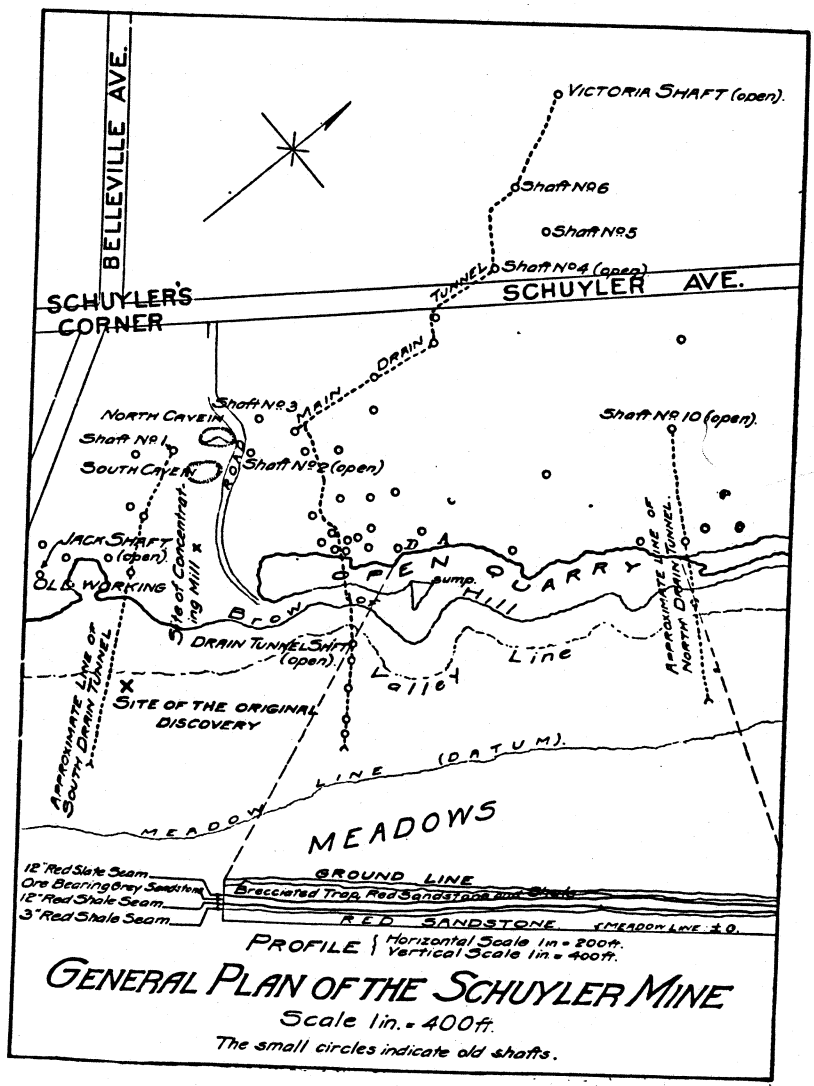 BELLEVILLE AVE.
VICTORIA SHAFT (open).
Shaft No 6
Shaft No 5
Shaft No 4 (open)
SCHUYLER AVE.
SCHUYLER'S
CORNER
MAIN DRAIN TUNNEL
Shaft No 3
NORTH CAVEIN
Shaft No 1
SOUTH CAVEIN
ROAD
Shaft No 2 (open)
Shaft No 10 (open).
JACK SHAFT
(open).
OLD WORKING
Site of Concentrat-
ing Mill x
OPEN QUARRY
sump.
Brow of Hill
DRAIN TUNNEL Shft
(open).
Valley Line
APPROXIMATE LINE OF
NORTH DRAIN TUNNEL.
APPROXIMATE LINE OF
SOUTH DRAIN TUNNEL
X
SITE OF THE ORIGINAL
DISCOVERY
MEADOW LINE (DATUM).
MEADOWS
12" Red Slate Seam
Ore Bearing Grey Sandstone
12" Red Shale Seam
3" Red Shale Seam
GROUND LINE
Brecciated Trap, Red Sandstone and Shale
RED SANDSTONE.
MEADOW LINE ± 0.
PROFILE { Horizontal Scale 1in = 200ft.
Vertical Scale 1in. = 400ft.
GENERAL PLAN OF THE SCHUYLER MINE
Scale 1in. = 400ft.
The small circles indicate old shafts.